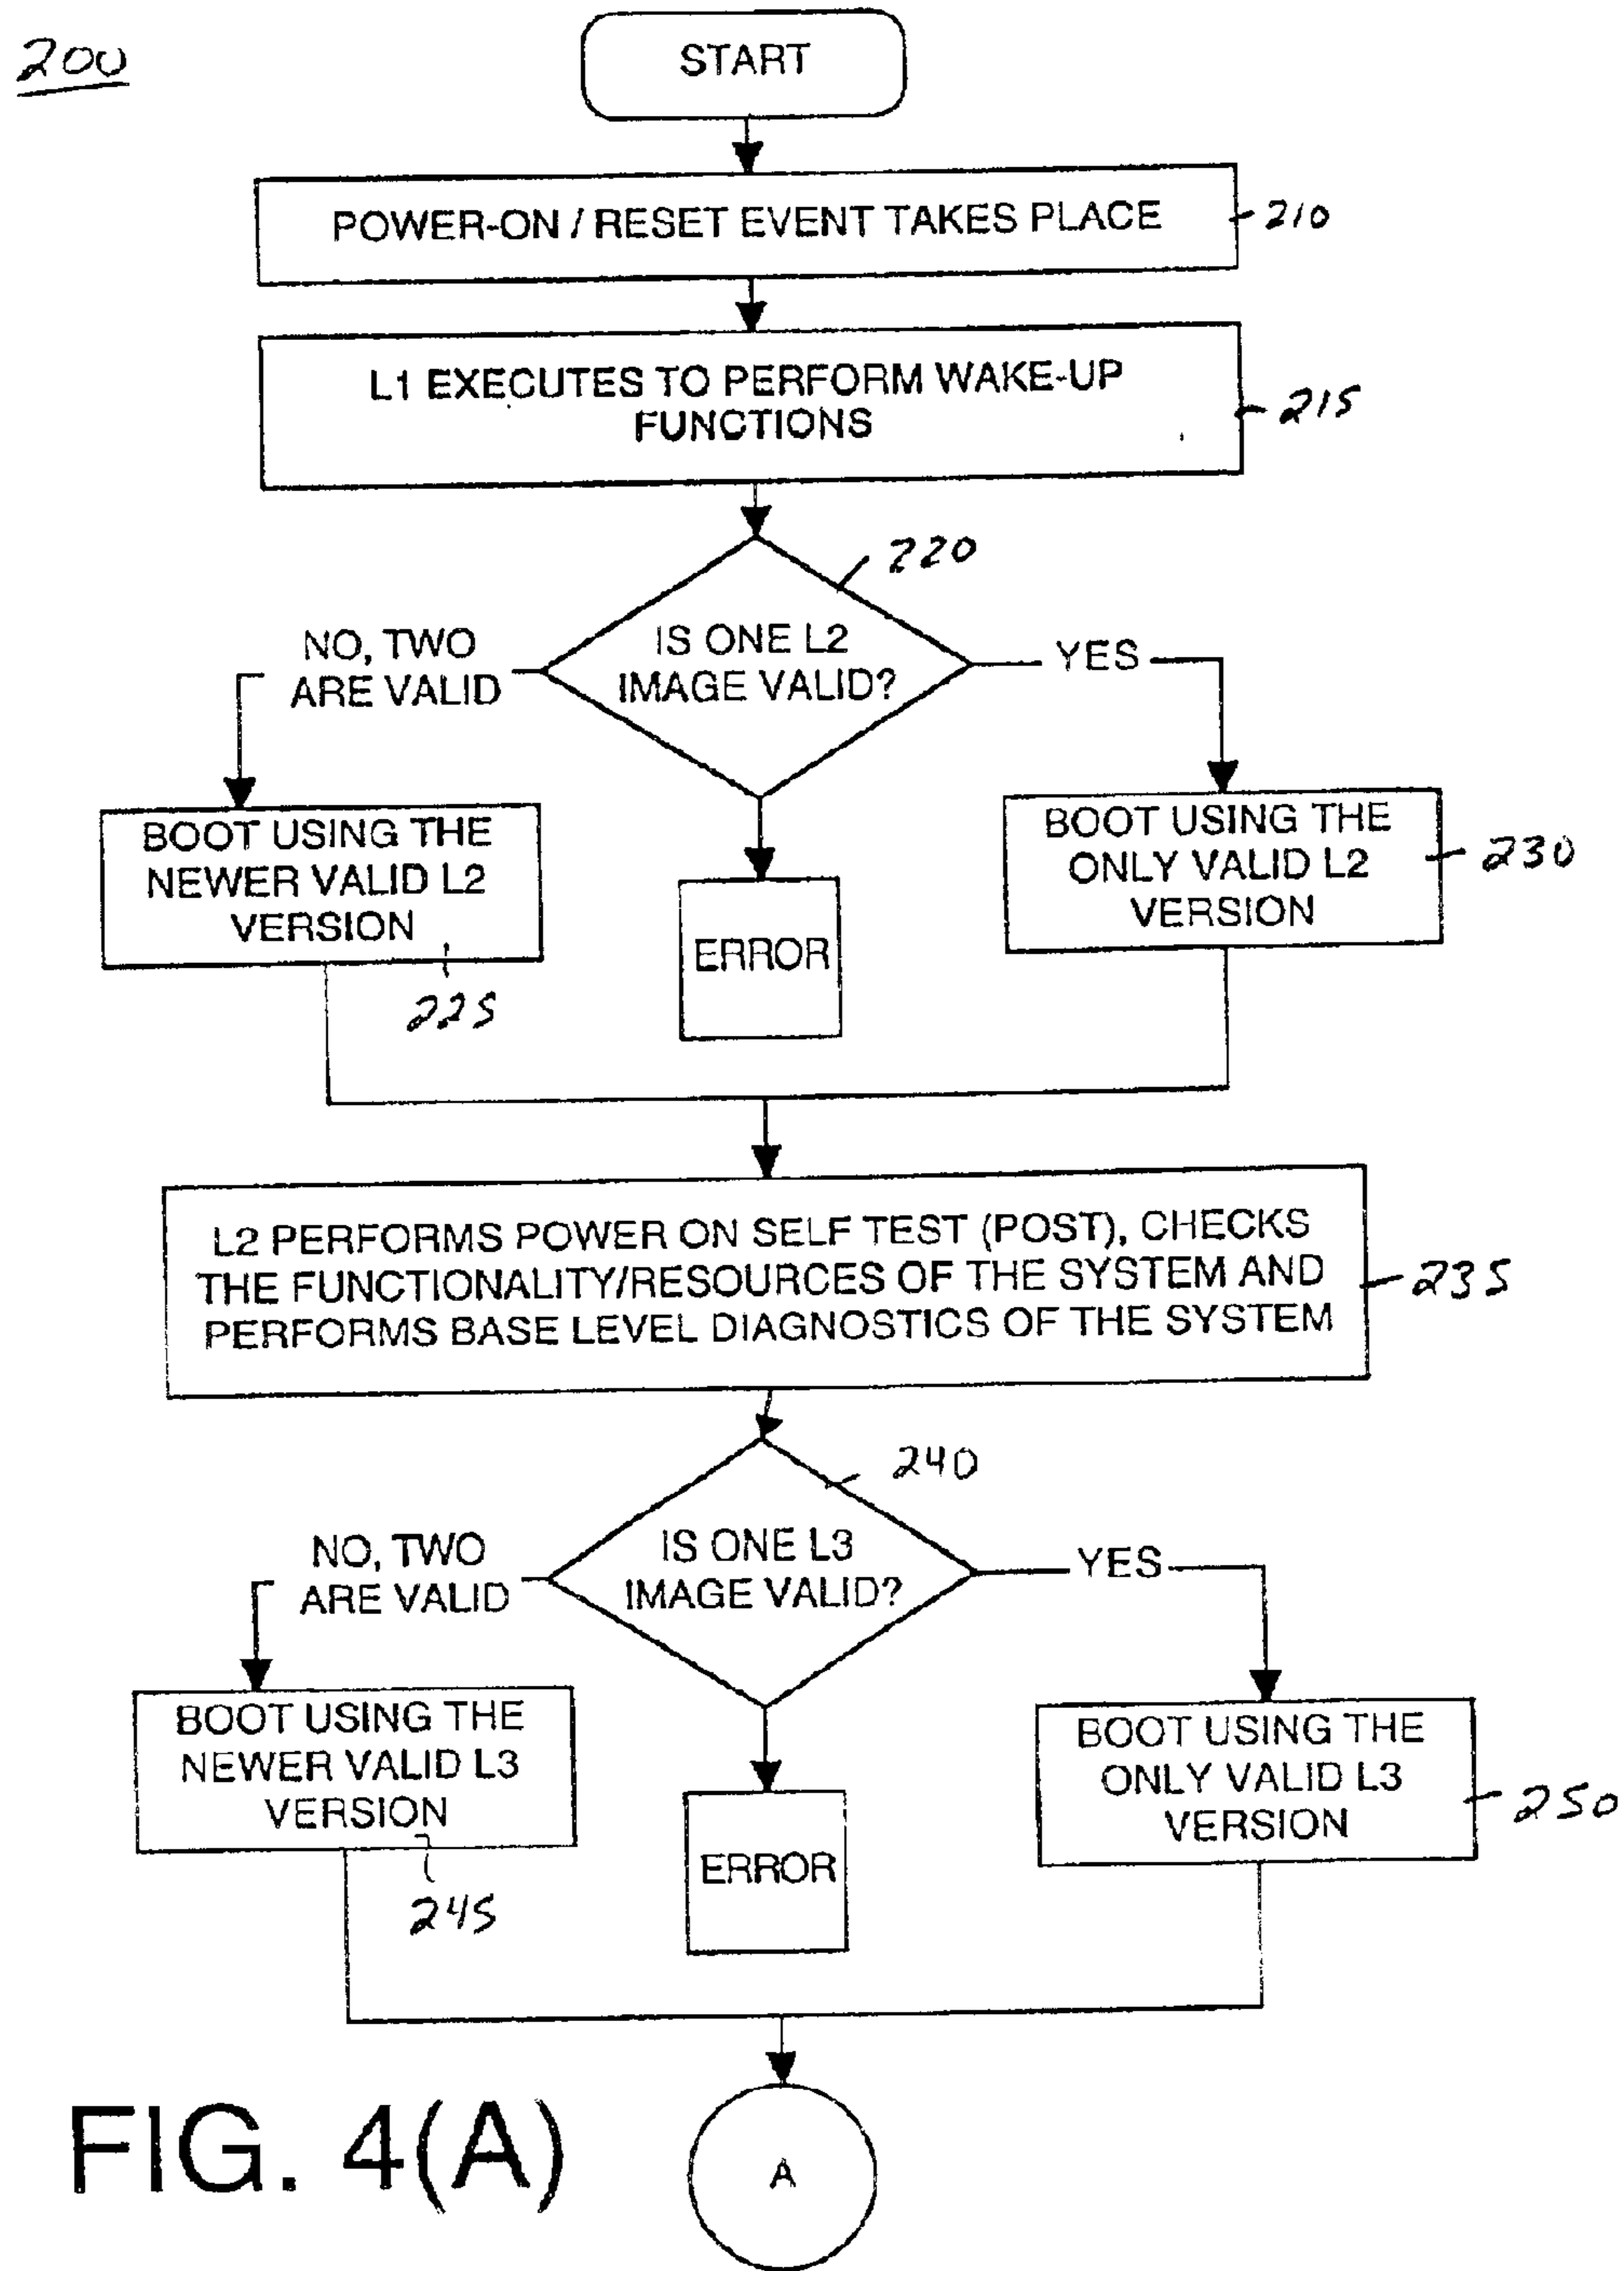 200
START
POWER-ON / RESET EVENT TAKES PLACE
210
L1 EXECUTES TO PERFORM WAKE-UP
FUNCTIONS
215
220
IS ONE L2
IMAGE VALID?
NO, TWO
ARE VALID
YES
BOOT USING THE
NEWER VALID L2
VERSION
225
ERROR
BOOT USING THE
ONLY VALID L2
VERSION
230
L2 PERFORMS POWER ON SELF TEST (POST), CHECKS
THE FUNCTIONALITY/RESOURCES OF THE SYSTEM AND
PERFORMS BASE LEVEL DIAGNOSTICS OF THE SYSTEM
235
240
IS ONE L3
IMAGE VALID?
NO, TWO
ARE VALID
YES
BOOT USING THE
NEWER VALID L3
VERSION
245
ERROR
BOOT USING THE
ONLY VALID L3
VERSION
250
A
FIG. 4(A)